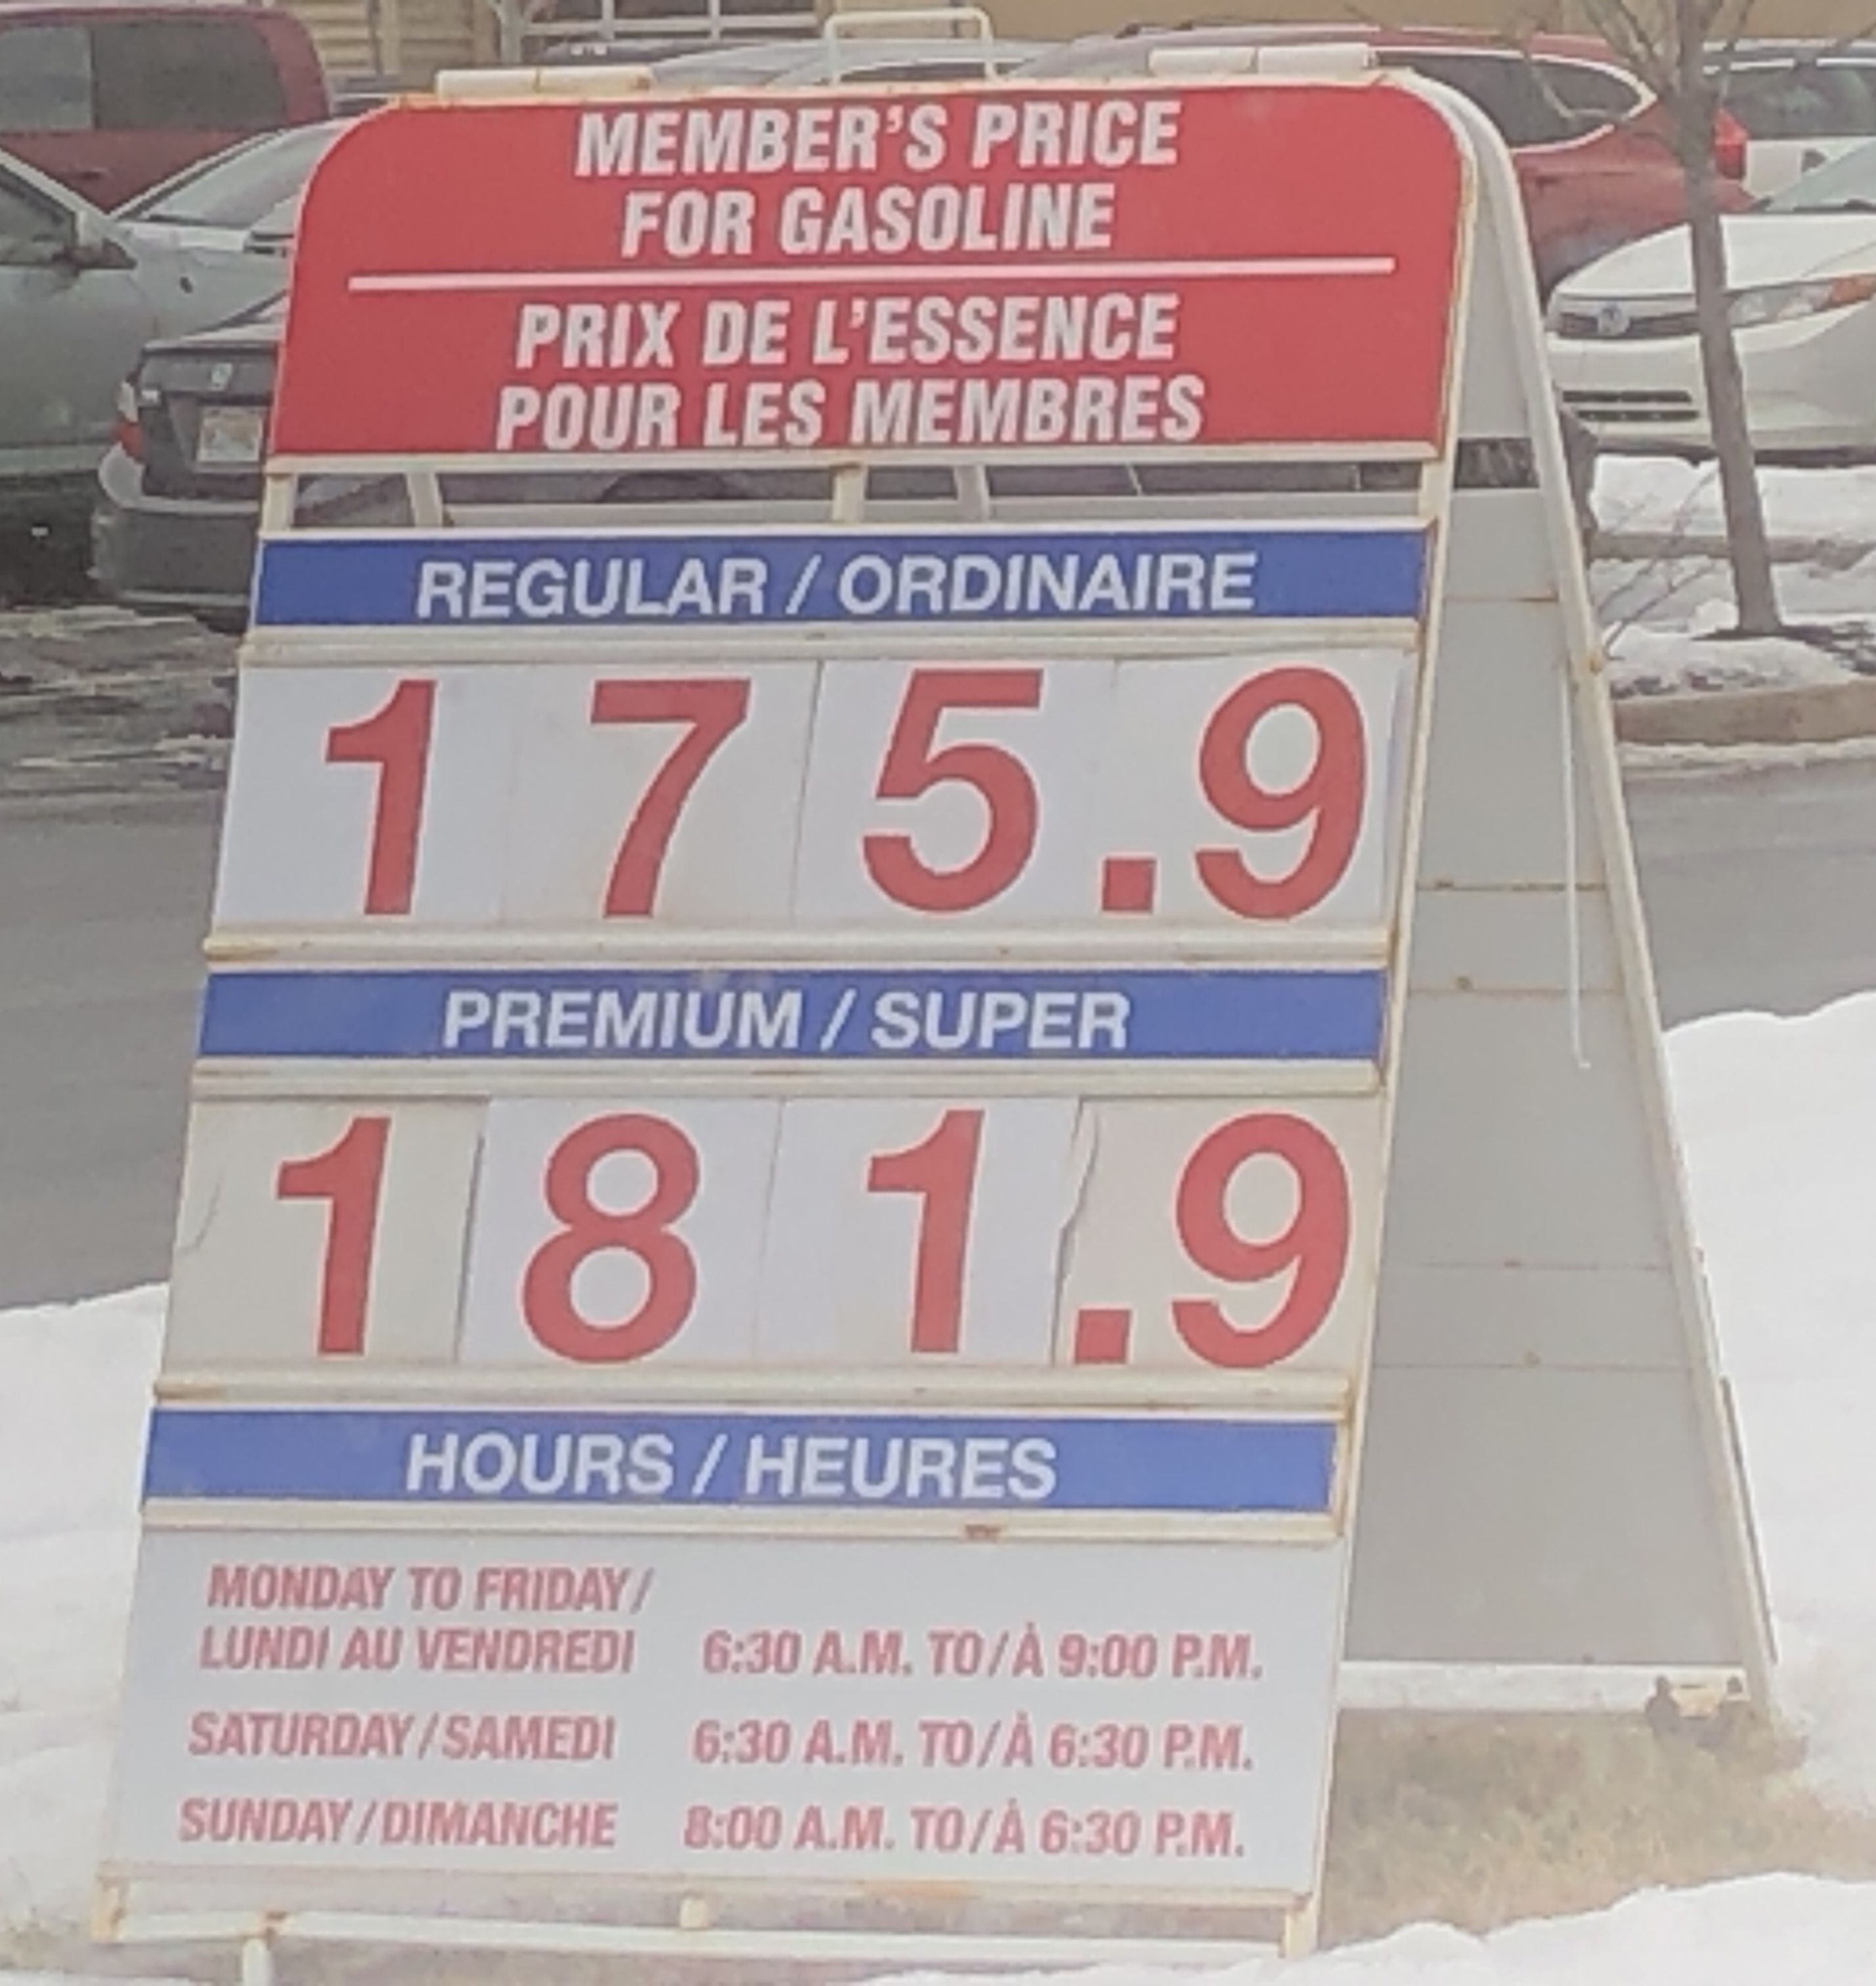 MEMBER'S PRICE
FOR GASOLINE
PRIX DE L'ESSENCE
POUR LES MEMBRES
REGULAR / ORDINAIRE
175.9
PREMIUM / SUPER
181.9
HOURS / HEURES
MONDAY TO FRIDAY/
LUNDI AU VENDREDI 6:30 A.M. TO/À 9:00 P.M.
SATURDAY/SAMEDI 6:30 A.M. TO/À 6:30 P.M.
SUNDAY/DIMANCHE 8:00 A.M. TO/À 6:30 P.M.